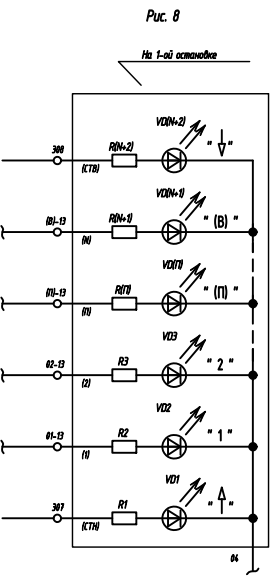 Рис. 8
На 1-ой остановке
VD(N+2)
308 R(N+2) " "
(СТВ)
VD(N+1)
(В)-13 R(N+1) " (В) "
(N)
VD(П)
(П)-13 R(П) " (П) "
(П)
VD3
02-13 R3 " 2 "
(2)
VD2
01-13 R2 " 1 "
(1)
VD1
307 R1 " "
(СТН)
04